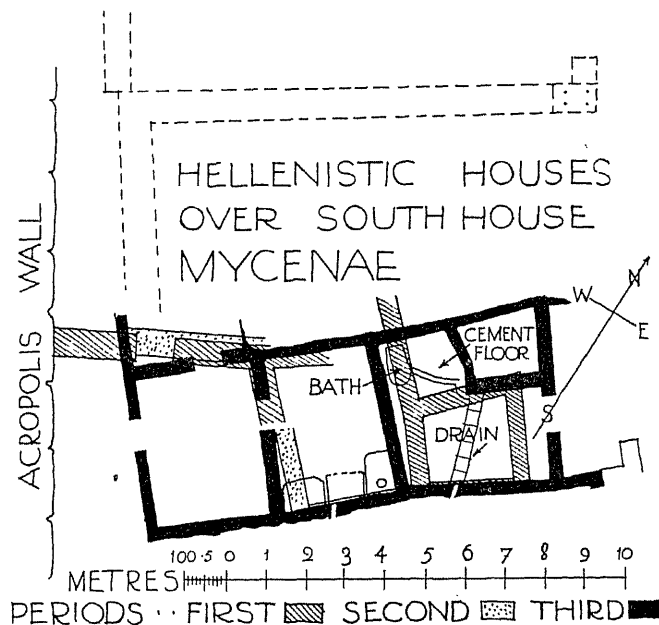 HELLENISTIC HOUSES
OVER SOUTH HOUSE
MYCENAE
ACROPOLIS WALL
W N
E
S
CEMENT
FLOOR
BATH
DRAIN
100 ·5 0 1 2 3 4 5 6 7 8 9 10
METRES
PERIODS ·· FIRST SECOND THIRD